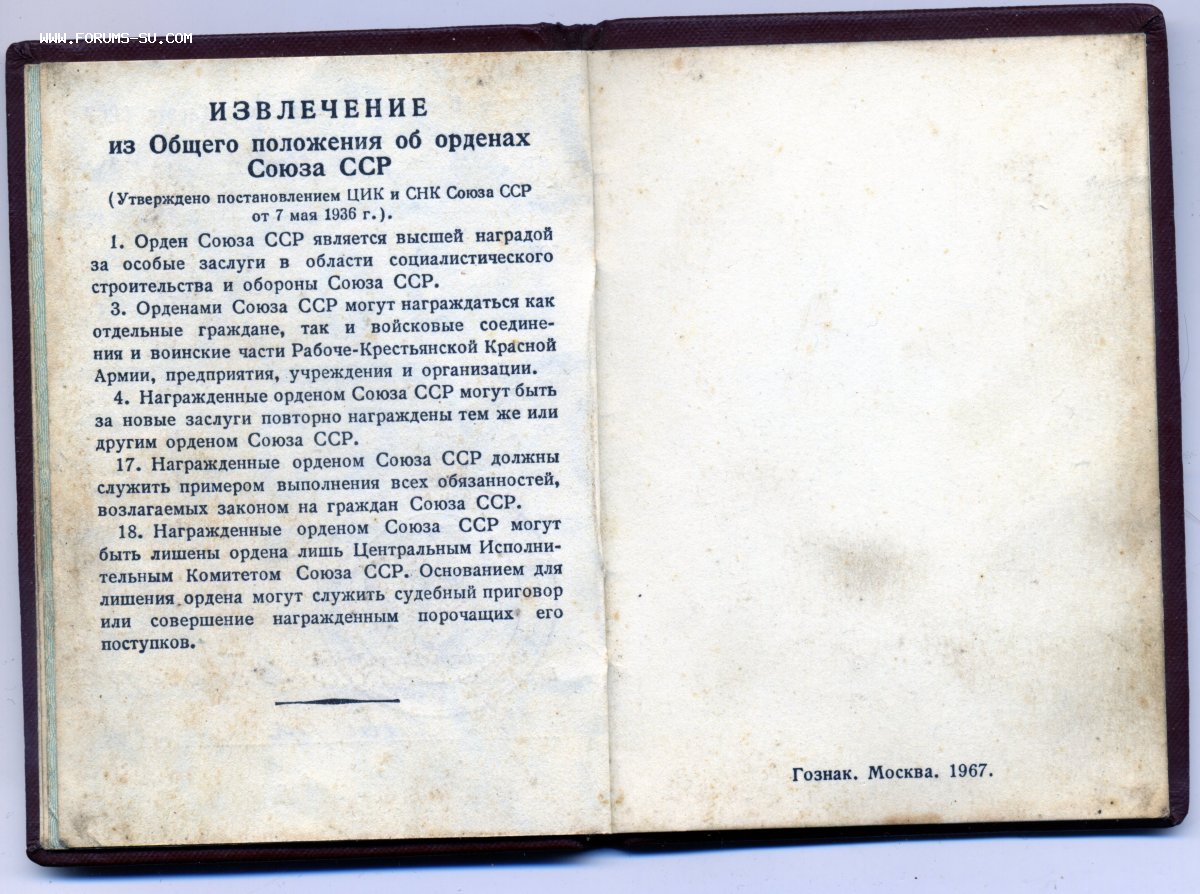 www.forums-su.com
ИЗВЛЕЧЕНИЕ
из Общего положения об орденах
Союза ССР
(Утверждено постановлением ЦИК и СНК Союза ССР
от 7 мая 1936 г.).
1. Орден Союза ССР является высшей наградой
за особые заслуги в области социалистического
строительства и обороны Союза ССР.
3. Орденами Союза ССР могут награждаться как
отдельные граждане, так и войсковые соедине-
ния и воинские части Рабоче-Крестьянской Красной
Армии, предприятия, учреждения и организации.
4. Награжденные орденом Союза ССР могут быть
за новые заслуги повторно награждены тем же или
другим орденом Союза ССР.
17. Награжденные орденом Союза ССР должны
служить примером выполнения всех обязанностей,
возлагаемых законом на граждан Союза ССР.
18. Награжденные орденом Союза ССР могут
быть лишены ордена лишь Центральным Исполни-
тельным Комитетом Союза ССР. Основанием для
лишения ордена могут служить судебный приговор
или совершение награжденным порочащих его
поступков.
Гознак. Москва. 1967.